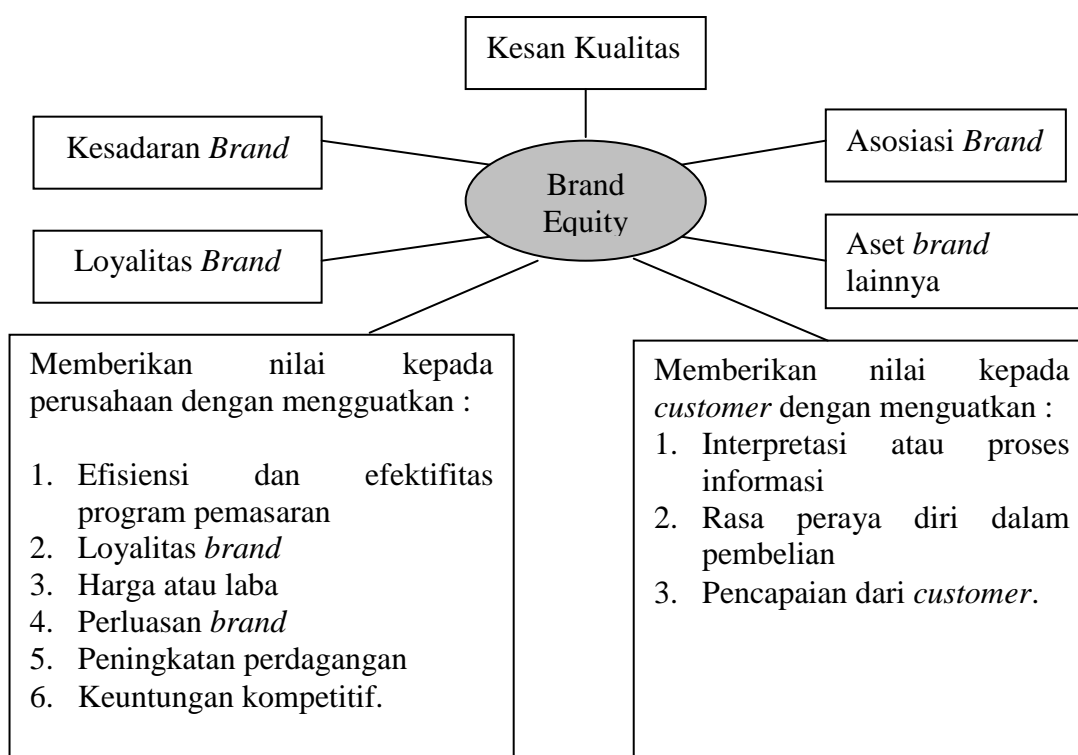 Kesan Kualitas
Kesadaran Brand
Asosiasi Brand
Brand
Equity
Loyalitas Brand
Aset brand
lainnya
Memberikan nilai kepada
perusahaan dengan mengguatkan :
1. Efisiensi dan efektifitas
program pemasaran
2. Loyalitas brand
3. Harga atau laba
4. Perluasan brand
5. Peningkatan perdagangan
6. Keuntungan kompetitif.
Memberikan nilai kepada
customer dengan menguatkan :
1. Interpretasi atau proses
informasi
2. Rasa peraya diri dalam
pembelian
3. Pencapaian dari customer.